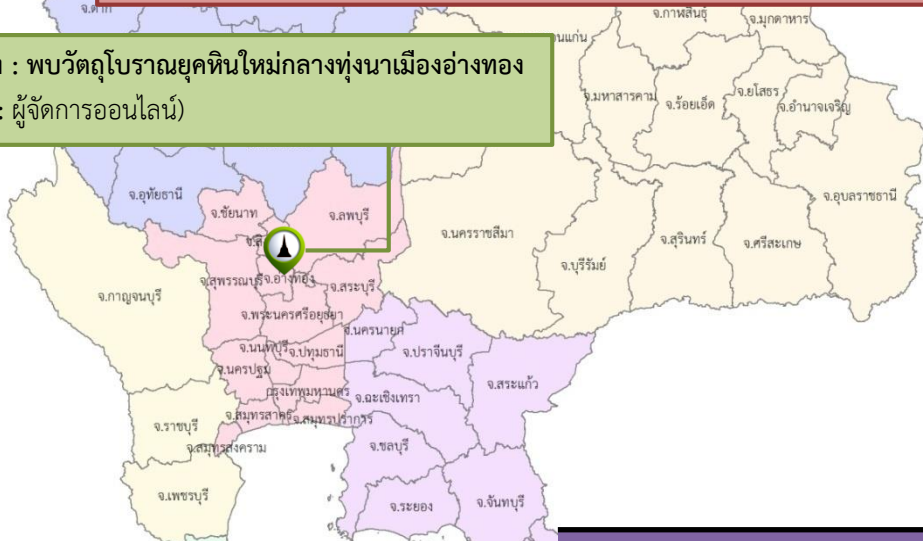 จ.ตาก
จ.กาฬสินธุ์
จ.มุกดาหาร
: พบวัตถุโบราณยุคหินใหม่กลางทุ่งนาเมืองอ่างทอง
: ผู้จัดการออนไลน์)
นแก่น
จ.มหาสารคาม
จ.ร้อยเอ็ด
จ.ยโสธร
จ.อำนาจเจริญ
จ.อุทัยธานี
จ.ชัยนาท
จ.ลพบุรี
จ.นครราชสีมา
จ.บุรีรัมย์
จ.สุรินทร์
จ.ศรีสะเกษ
จ.อุบลราชธานี
จ.กาญจนบุรี
จ.สุพรรณบุรี
จ.อ่างทอง
จ.สระบุรี
จ.พระนครศรีอยุธยา
จ.นครนายก
จ.นนทบุรี
จ.ปทุมธานี
จ.ปราจีนบุรี
จ.นครปฐม
กรุงเทพมหานคร
จ.ฉะเชิงเทรา
จ.สระแก้ว
จ.ราชบุรี
จ.สมุทรสาคร
จ.สมุทรปราการ
จ.สมุทรสงคราม
จ.ชลบุรี
จ.เพชรบุรี
จ.ระยอง
จ.จันทบุรี